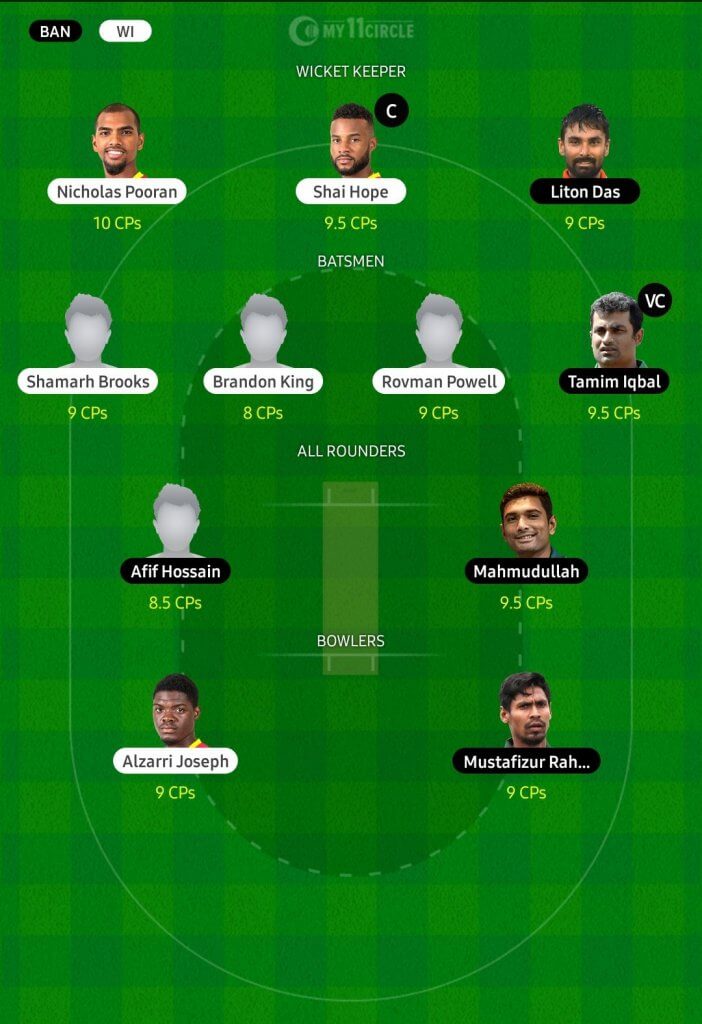 BAN WI MY11CIRCLE
WICKET KEEPER
C
Nicholas Pooran Shai Hope Liton Das
10 CPs 9.5 CPs 9 CPs
BATSMEN
VC
Shamarh Brooks Brandon King Rovman Powell Tamim Iqbal
9 CPs 8 CPs 9 CPs 9.5 CPs
ALL ROUNDERS
Afif Hossain Mahmudullah
8.5 CPs 9.5 CPs
BOWLERS
Alzarri Joseph Mustafizur Rah...
9 CPs 9 CPs